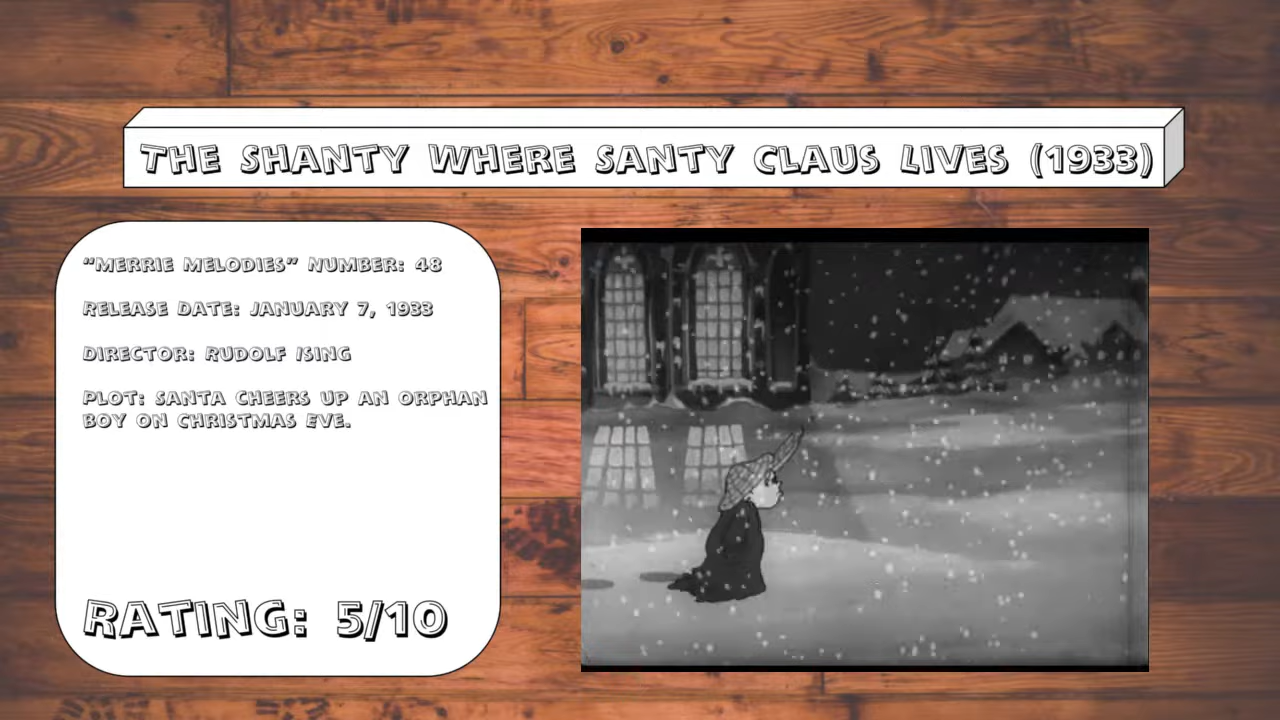 THE SHANTY WHERE SANTY CLAUS LIVES (1933)
"MERRIE MELODIES" NUMBER: 48
RELEASE DATE: JANUARY 7, 1933
DIRECTOR: RUDOLF ISING
PLOT: SANTA CHEERS UP AN ORPHAN
BOY ON CHRISTMAS EVE.
RATING: 5/10